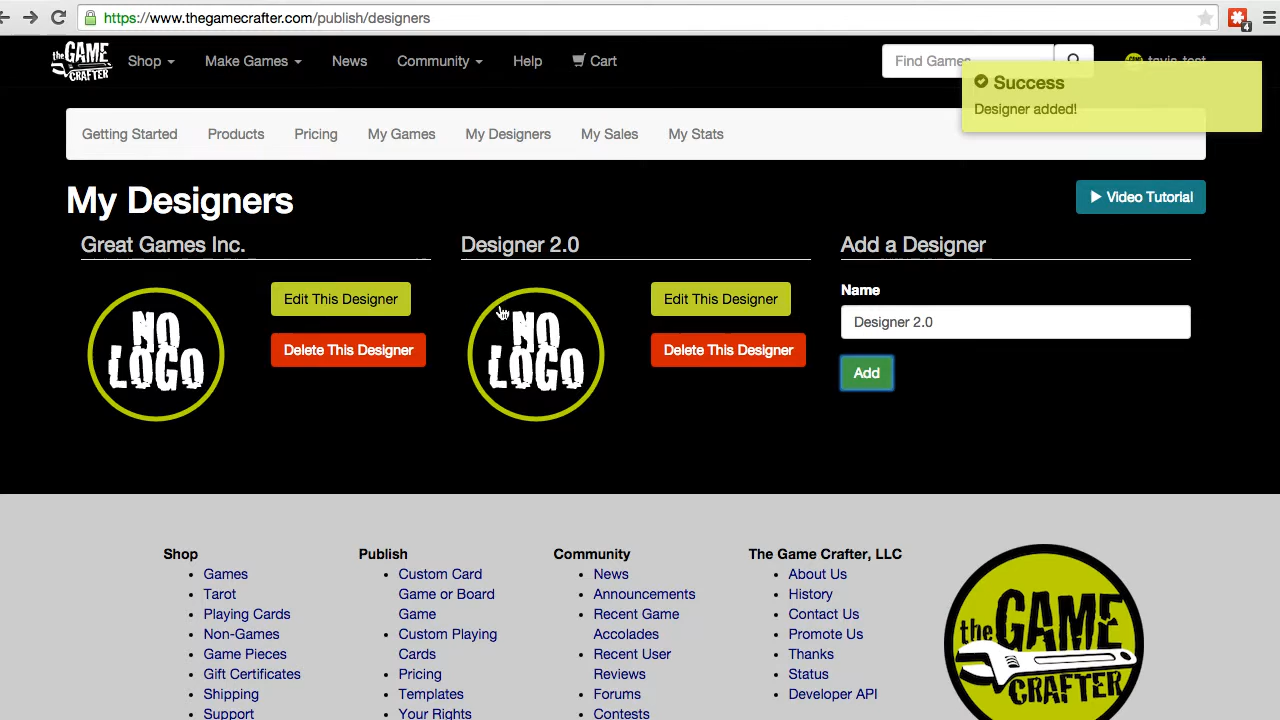 https://www.thegamecrafter.com/publish/designers
4
the GAME CRAFTER
Shop
Make Games
News
Community
Help
Cart
Find Games
Success
Designer added!
Getting Started
Products
Pricing
My Games
My Designers
My Sales
My Stats
My Designers
Video Tutorial
Great Games Inc.
NO LOGO
Edit This Designer
Delete This Designer
Designer 2.0
NO LOGO
Edit This Designer
Delete This Designer
Add a Designer
Name
Designer 2.0
Add
Shop
Games
Tarot
Playing Cards
Non-Games
Game Pieces
Gift Certificates
Shipping
Support
Publish
Custom Card
Game or Board
Game
Custom Playing
Cards
Pricing
Templates
Your Rights
Community
News
Announcements
Recent Game
Accolades
Recent User
Reviews
Forums
Contests
The Game Crafter, LLC
About Us
History
Contact Us
Promote Us
Thanks
Status
Developer API
the GAME CRAFTER